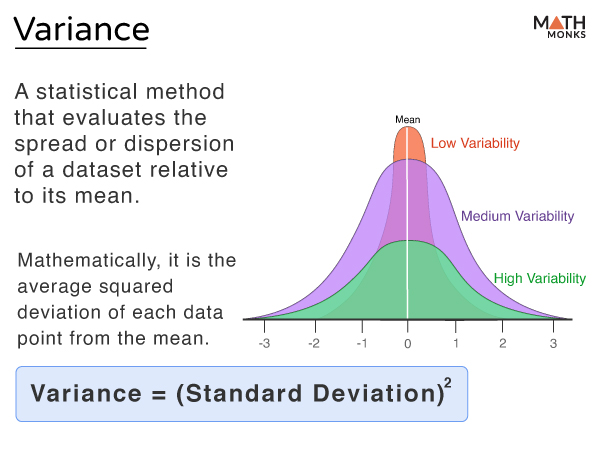 Variance
MATH
MONKS
A statistical method
that evaluates the
spread or dispersion
of a dataset relative
to its mean.
Mean
Low Variability
Medium Variability
High Variability
Mathematically, it is the
average squared
deviation of each data
point from the mean.
-3 -2 -1 0 1 2 3
Variance = (Standard Deviation)²